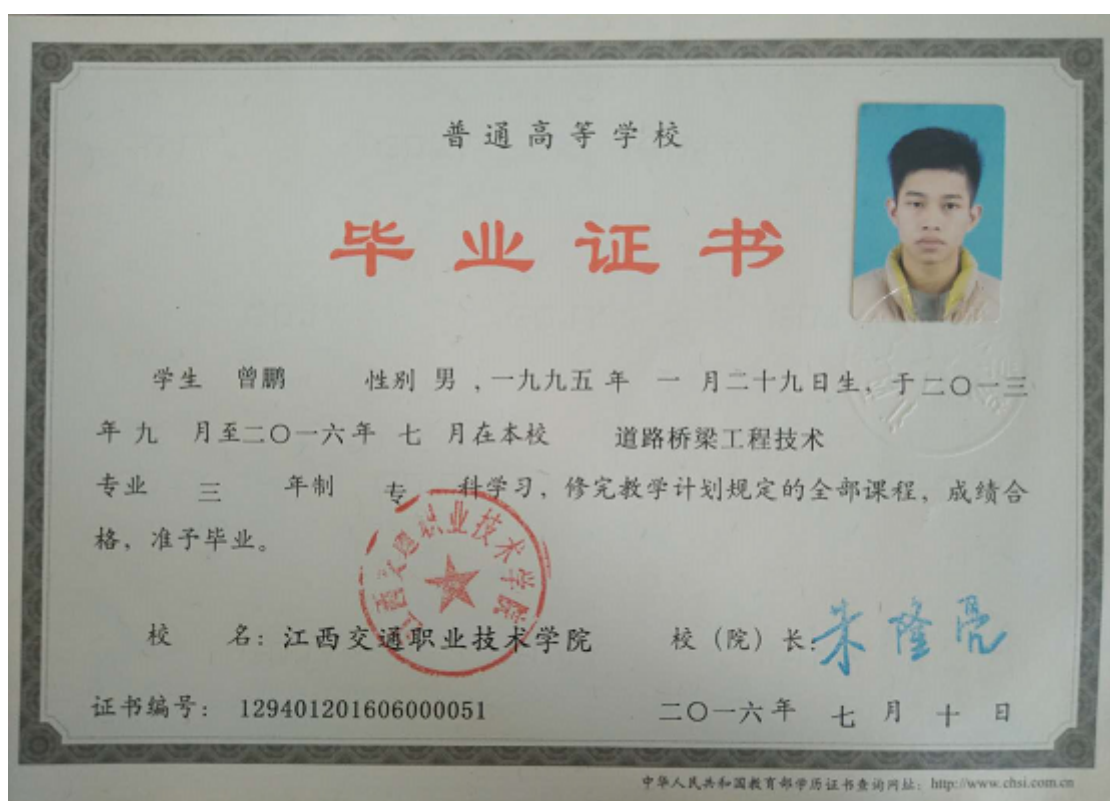 普通高等学校
毕业证书
学生 曾鹏 性别 男 ,一九九五 年 一 月二十九日生，于二〇一三
年 九 月至二〇一六年 七 月在本校 道路桥梁工程技术
专业 三 年制 专 科学习，修完教学计划规定的全部课程，成绩合
格，准予毕业。
江西交通职业技术学院
校 名：江西交通职业技术学院 校（院）长：朱隆亮
证书编号： 129401201606000051 二〇一六年 七 月 十 日
中华人民共和国教育部学历证书查询网址：http://www.chsi.com.cn